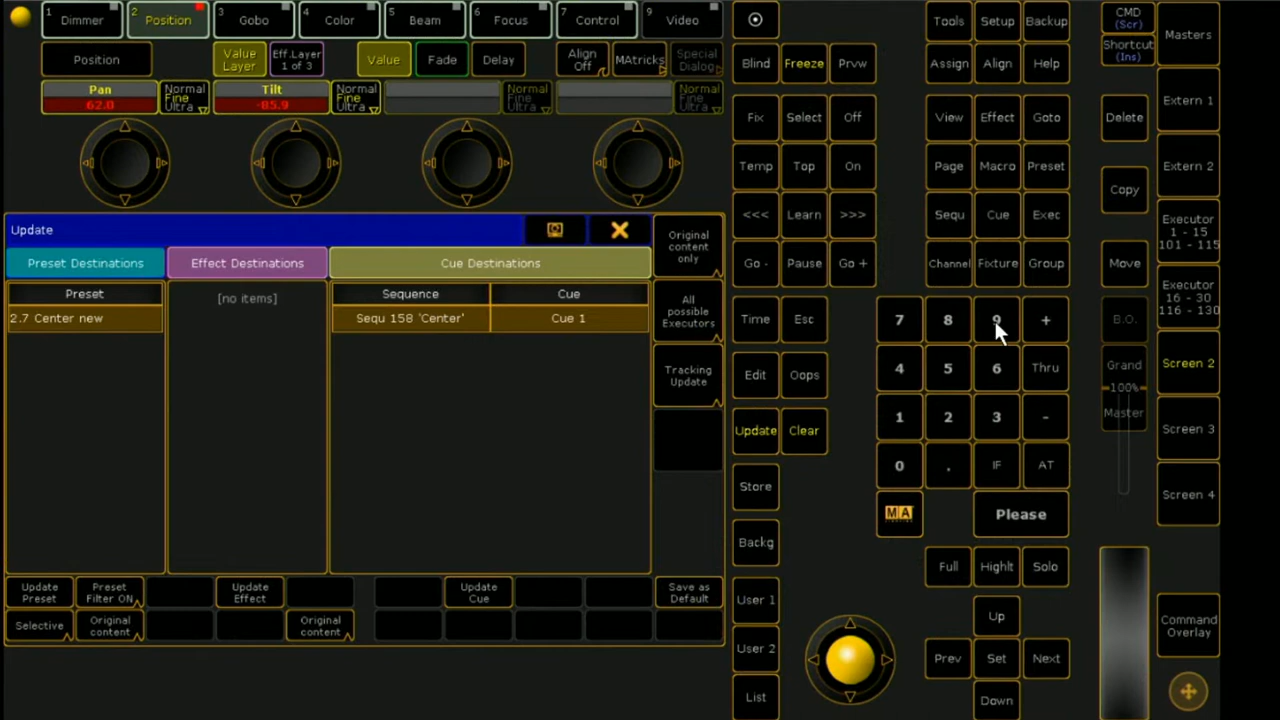 1 Dimmer
2 Position
3 Gobo
4 Color
5 Beam
6 Focus
7 Control
9 Video
Position
Value
Layer
Eff.Layer
1 of 3
Value
Fade
Delay
Align
Off
MAtricks
Special
Dialog
Pan
62.0
Normal
Fine
Ultra
Tilt
-85.9
Normal
Fine
Ultra
Normal
Fine
Ultra
Normal
Fine
Ultra
Update
Preset Destinations
Effect Destinations
Cue Destinations
Preset
2.7 Center new
[no items]
Sequence
Cue
Sequ 158 'Center'
Cue 1
Original
content
only
All
possible
Executors
Tracking
Update
Update
Preset
Preset
Filter ON
Update
Effect
Update
Cue
Save as
Default
Selective
Original
content
Original
content
Blind
Freeze
Prvw
Fix
Select
Off
Temp
Top
On
<<<
Learn
>>>
Go -
Pause
Go +
Time
Esc
Edit
Oops
Update
Clear
Store
Backg
User 1
User 2
List
Tools
Setup
Backup
Assign
Align
Help
View
Effect
Goto
Page
Macro
Preset
Sequ
Cue
Exec
Channel
Fixture
Group
7
8
9
+
4
5
6
Thru
1
2
3
-
0
.
IF
AT
MA
Please
Full
Highlt
Solo
Up
Prev
Set
Next
Down
CMD
(Scr)
Shortcut
(Ins)
Delete
Copy
Move
B.O.
Grand
100%
Master
Masters
Extern 1
Extern 2
Executor
1 - 15
101 - 115
Executor
16 - 30
116 - 130
Screen 2
Screen 3
Screen 4
Command
Overlay